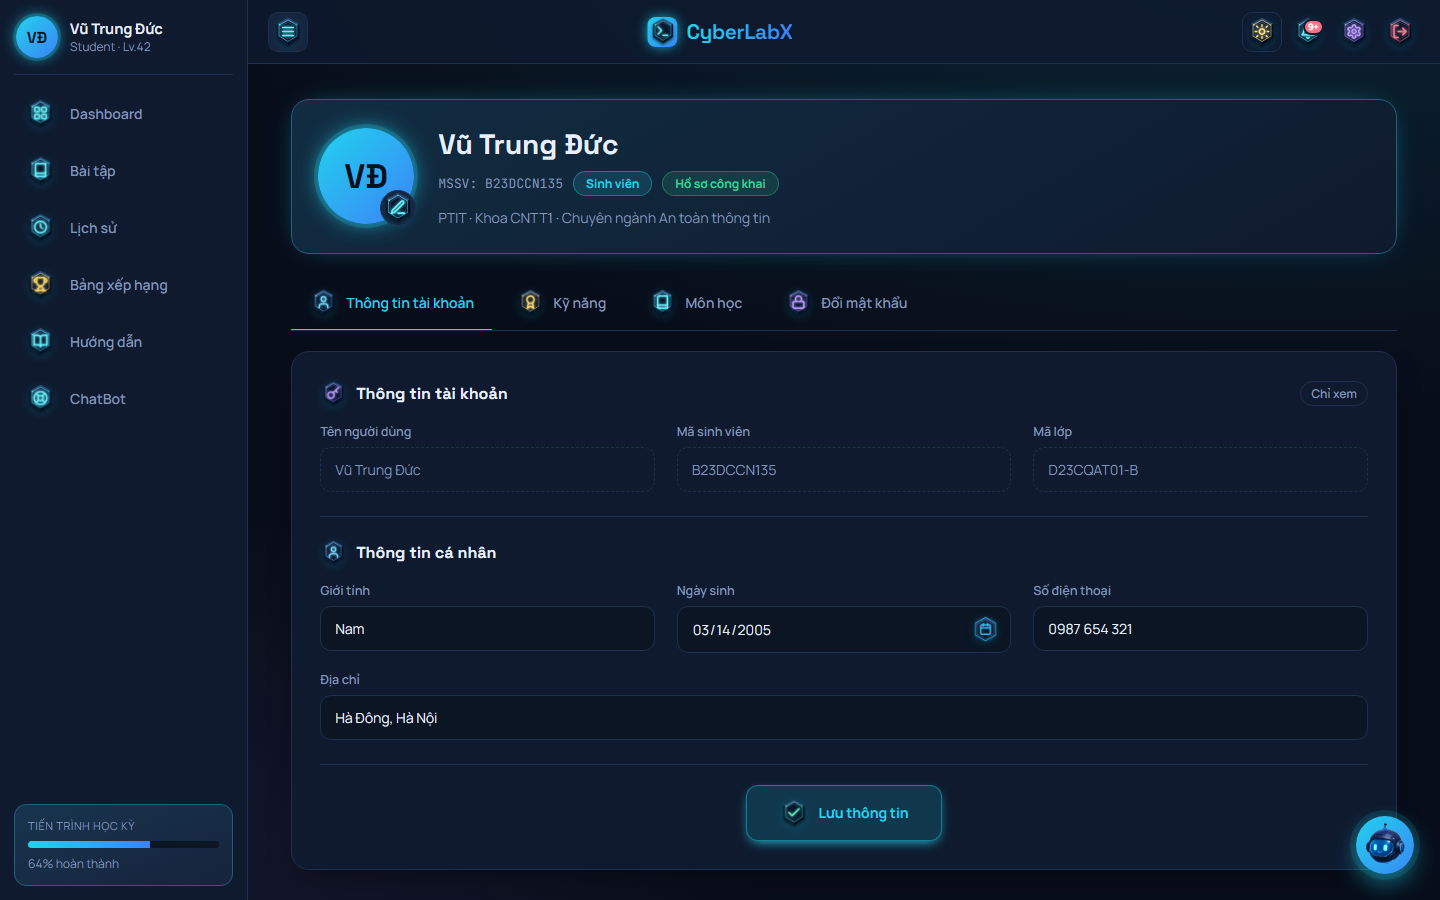 VĐ
Vũ Trung Đức
Student · Lv.42
CyberLabX
9+
Dashboard
Bài tập
Lịch sử
Bảng xếp hạng
Hướng dẫn
ChatBot
TIẾN TRÌNH HỌC KỲ
64% hoàn thành
VĐ
Vũ Trung Đức
MSSV: B23DCCN135
Sinh viên
Hồ sơ công khai
PTIT · Khoa CNTT1 · Chuyên ngành An toàn thông tin
Thông tin tài khoản
Kỹ năng
Môn học
Đổi mật khẩu
Thông tin tài khoản
Chỉ xem
Tên người dùng
Mã sinh viên
Mã lớp
Vũ Trung Đức
B23DCCN135
D23CQAT01-B
Thông tin cá nhân
Giới tính
Ngày sinh
Số điện thoại
Nam
03/14/2005
0987 654 321
Địa chỉ
Hà Đông, Hà Nội
Lưu thông tin